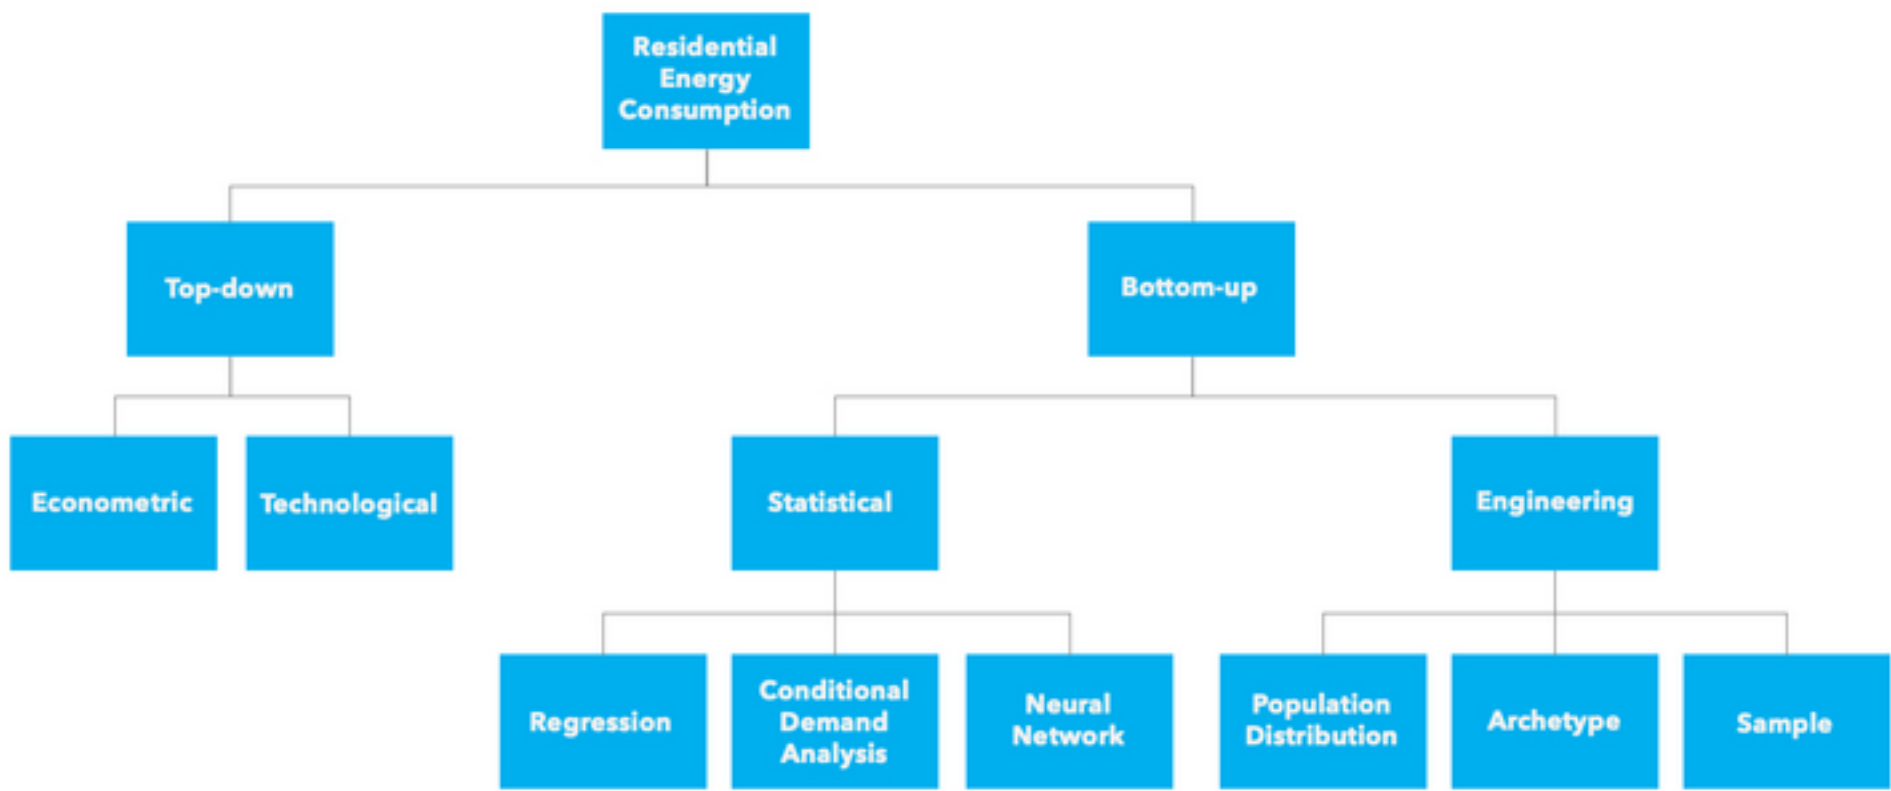 Residential
Energy
Consumption
Top-down
Bottom-up
Econometric
Technological
Statistical
Engineering
Regression
Conditional
Demand
Analysis
Neural
Network
Population
Distribution
Archetype
Sample